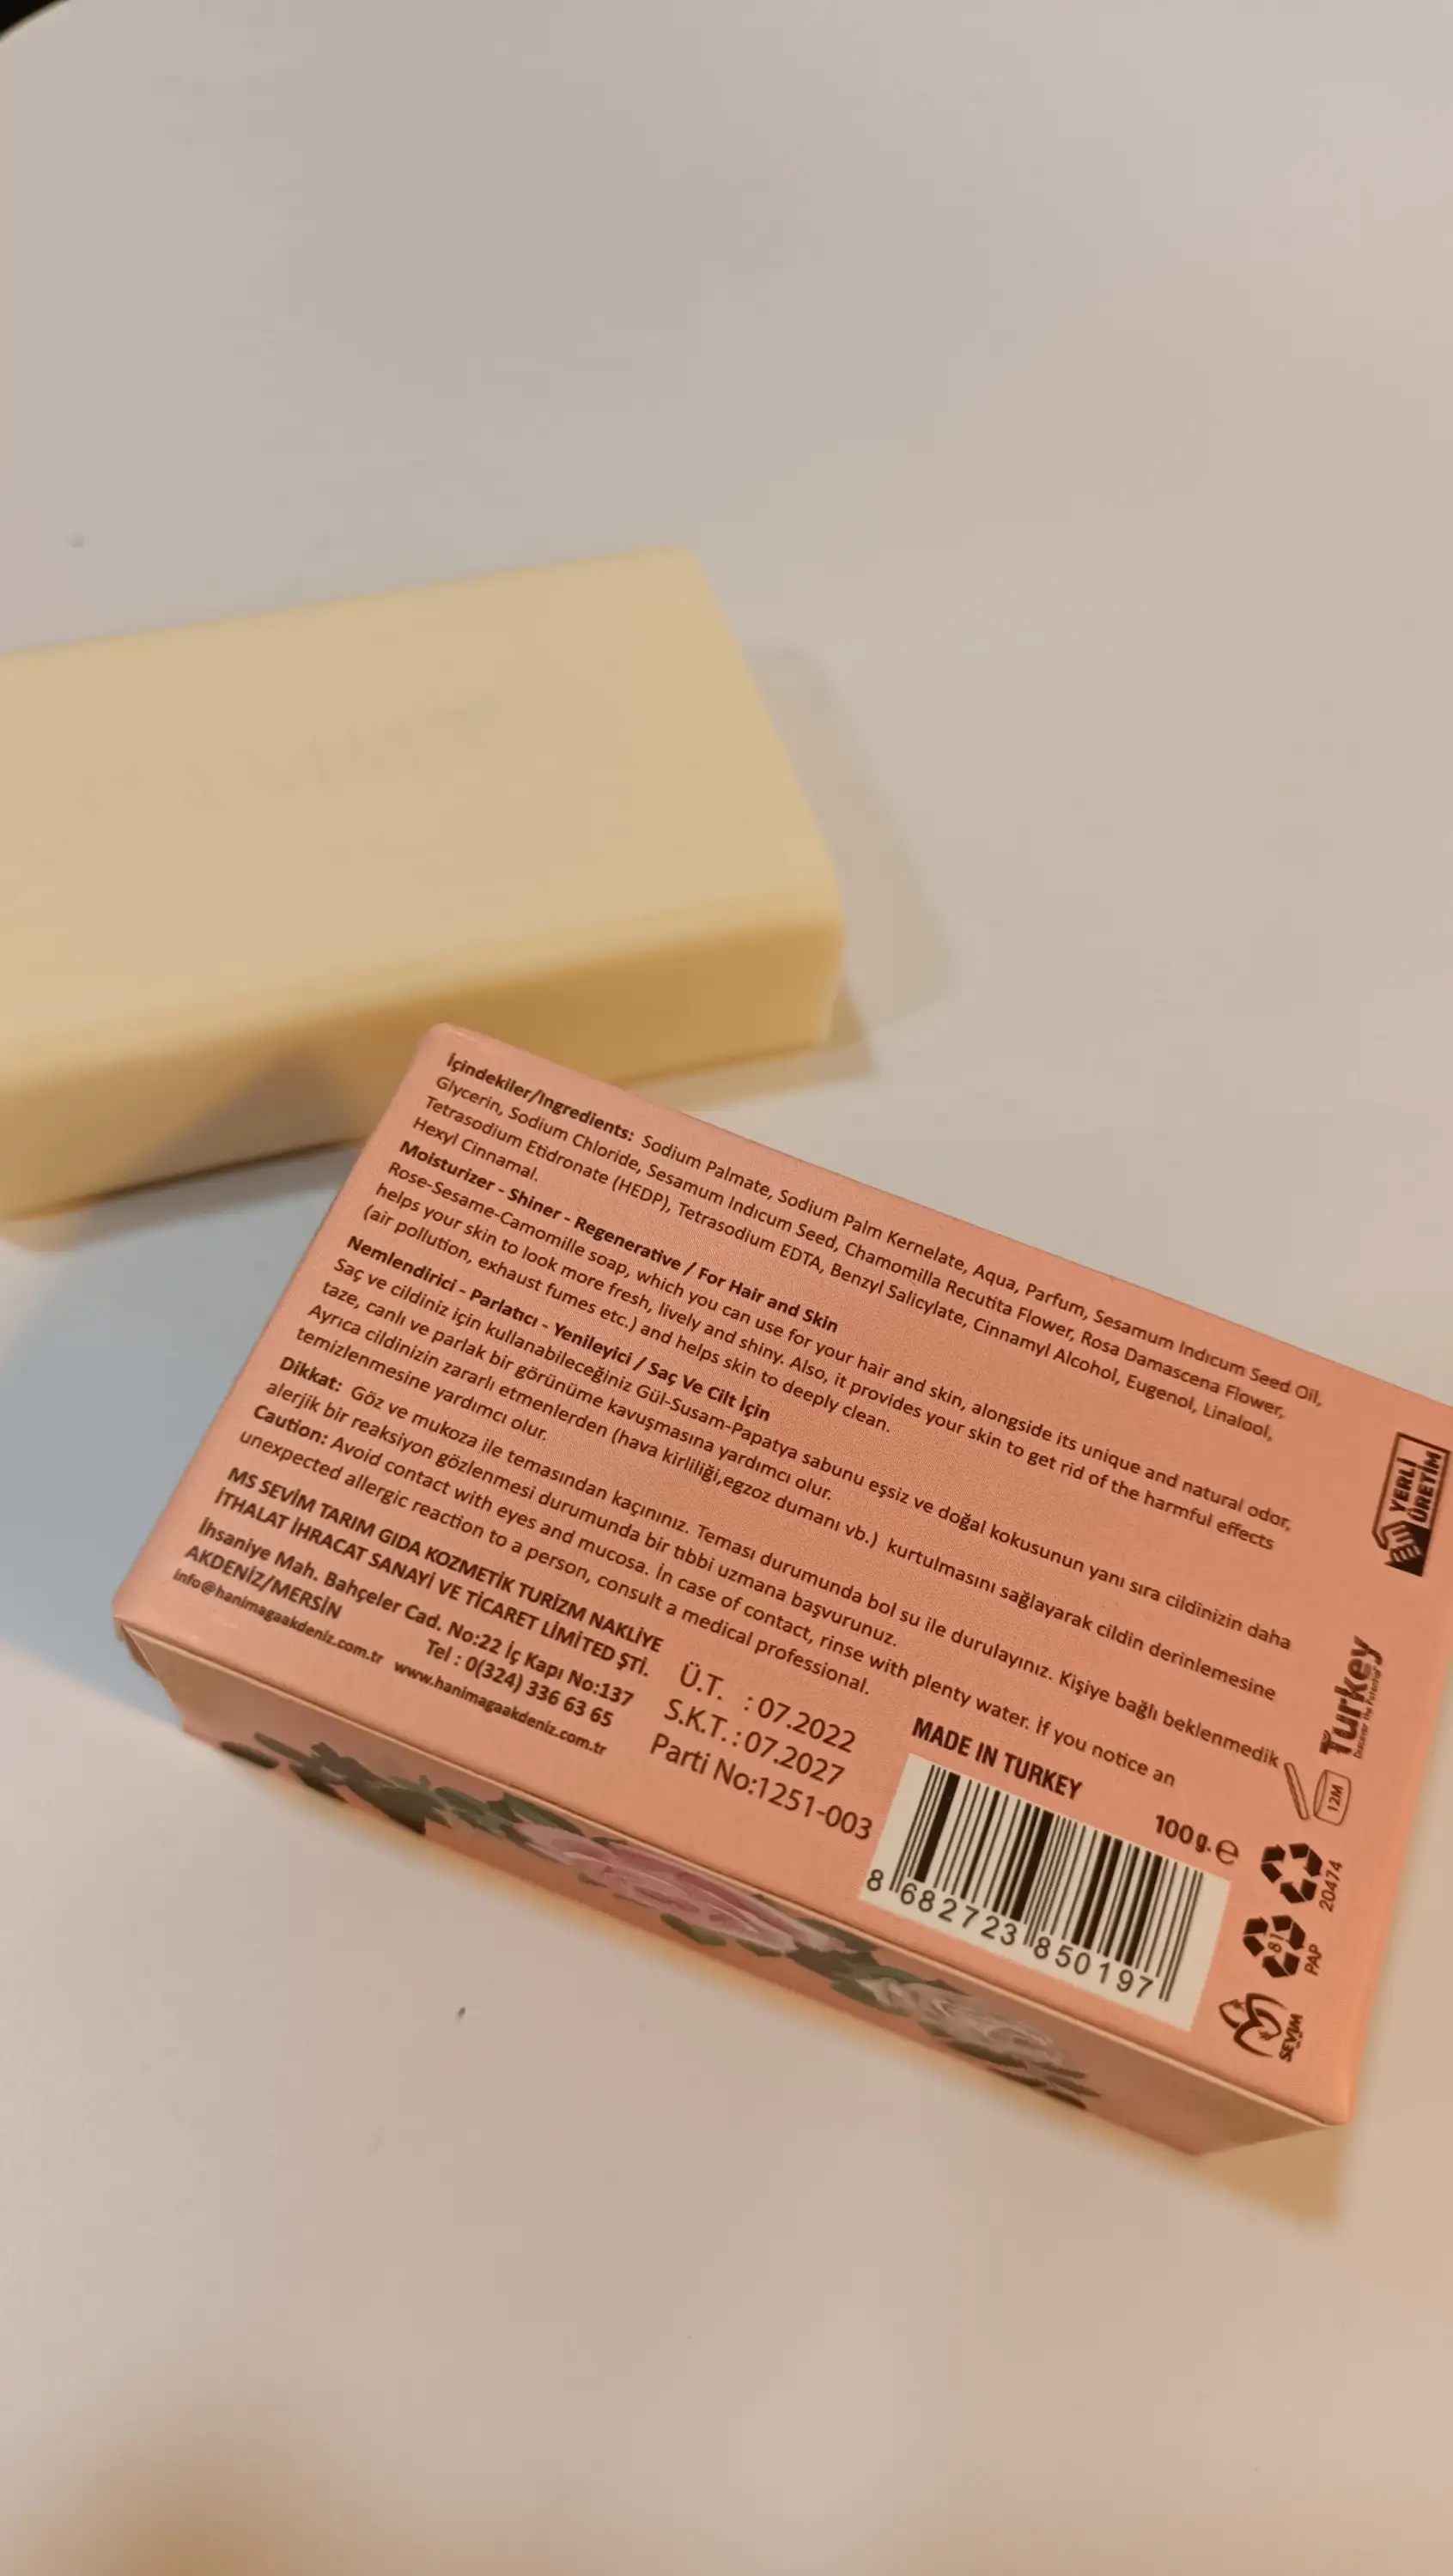 İçindekiler/Ingredients: Sodium Palmate, Sodium Palm Kernelate, Aqua, Parfum, Sesamum Indıcum Seed Oil,
Glycerin, Sodium Chloride, Sesamum Indıcum Seed, Chamomilla Recutita Flower, Rosa Damascena Flower,
Tetrasodium Etidronate (HEDP), Tetrasodium EDTA, Benzyl Salicylate, Cinnamyl Alcohol, Eugenol, Linalool,
Hexyl Cinnamal.
Moisturizer - Shiner - Regenerative / For Hair and Skin
Rose-Sesame-Camomille soap, which you can use for your hair and skin, alongside its unique and natural odor,
helps your skin to look more fresh, lively and shiny. Also, it provides your skin to get rid of the harmful effects
(air pollution, exhaust fumes etc.) and helps skin to deeply clean.
Nemlendirici - Parlatıcı - Yenileyici / Saç Ve Cilt İçin
Saç ve cildiniz için kullanabileceğiniz Gül-Susam-Papatya sabunu eşsiz ve doğal kokusunun yanı sıra cildinizin daha
taze, canlı ve parlak bir görünüme kavuşmasına yardımcı olur.
Ayrıca cildinizin zararlı etmenlerden (hava kirliliği,egzoz dumanı vb.) kurtulmasını sağlayarak cildin derinlemesine
temizlenmesine yardımcı olur.
Dikkat: Göz ve mukoza ile temasından kaçınınız. Teması durumunda bol su ile durulayınız. Kişiye bağlı beklenmedik
alerjik bir reaksiyon gözlenmesi durumunda bir tıbbi uzmana başvurunuz.
Caution: Avoid contact with eyes and mucosa. İn case of contact, rinse with plenty water. İf you notice an
unexpected allergic reaction to a person, consult a medical professional.
MS SEVİM TARIM GIDA KOZMETİK TURİZM NAKLİYE
İTHALAT İHRACAT SANAYİ VE TİCARET LİMİTED ŞTİ.
İhsaniye Mah. Bahçeler Cad. No:22 İç Kapı No:137
AKDENİZ/MERSİN Tel : 0(324) 336 63 65
info@hanimagaakdeniz.com.tr www.hanimagaakdeniz.com.tr
Ü.T. : 07.2022
S.K.T. : 07.2027
Parti No:1251-003
MADE IN TURKEY
100 g. ℮
8 682723 850197
YERLİ
ÜRETİM
Turkey
Discover the Potential
12M
20474
81
PAP
SEVİM